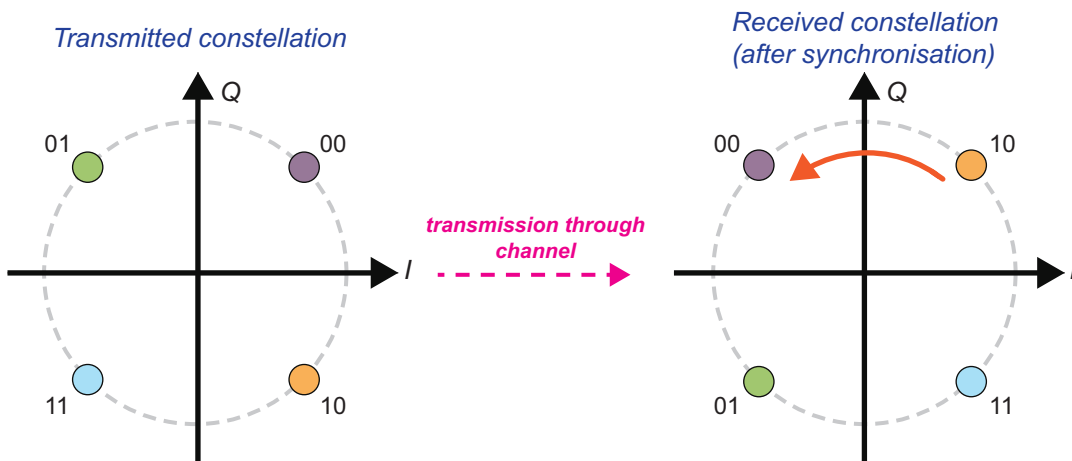 Transmitted constellation
Q
01
00
I
11
10
transmission through
channel
Received constellation
(after synchronisation)
Q
00
10
I
01
11